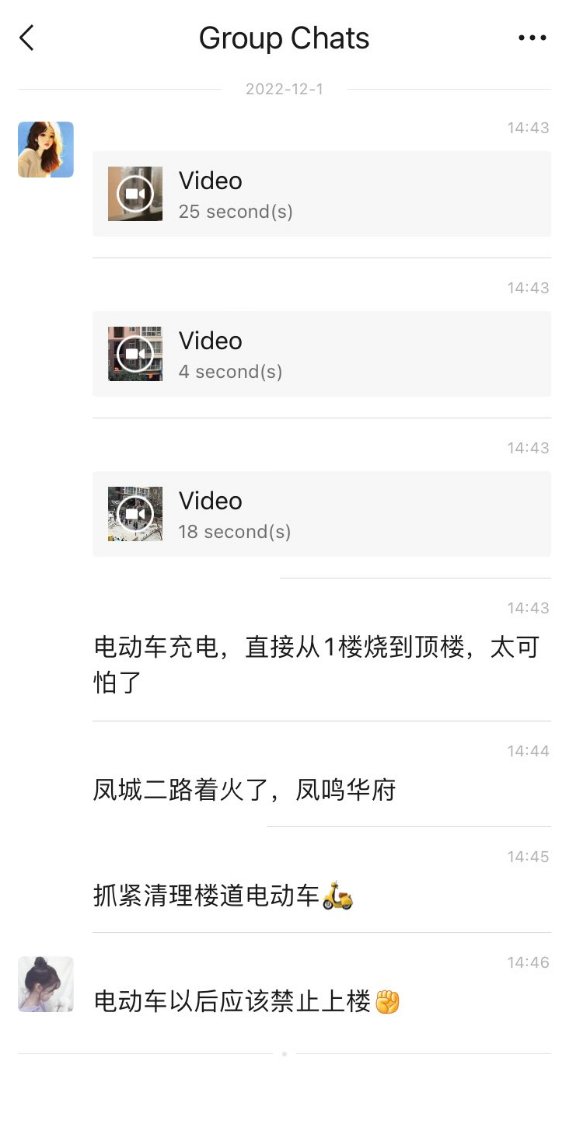 Group Chats
2022-12-1
14:43
Video
25 second(s)
14:43
Video
4 second(s)
14:43
Video
18 second(s)
14:43
电动车充电，直接从1楼烧到顶楼，太可
怕了
14:44
凤城二路着火了，凤鸣华府
14:45
抓紧清理楼道电动车🛵
14:46
电动车以后应该禁止上楼✊